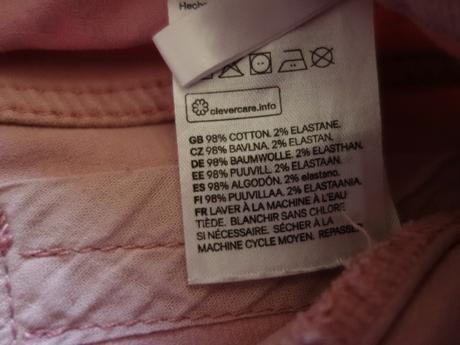 Hech
clevercare.info
GB 98% COTTON. 2% ELASTANE.
CZ 98% BAVLNA. 2% ELASTAN.
DE 98% BAUMWOLLE. 2% ELASTHAN.
EE 98% PUUVILL. 2% ELASTAAN.
ES 98% ALGODÓN. 2% elastano.
FI 98% PUUVILLAA. 2% ELASTAANIA.
FR LAVER À LA MACHINE À L'EAU
TIÈDE. BLANCHIR SANS CHLORE
SI NÉCESSAIRE. SÉCHER À LA
MACHINE CYCLE MOYEN. REPASS